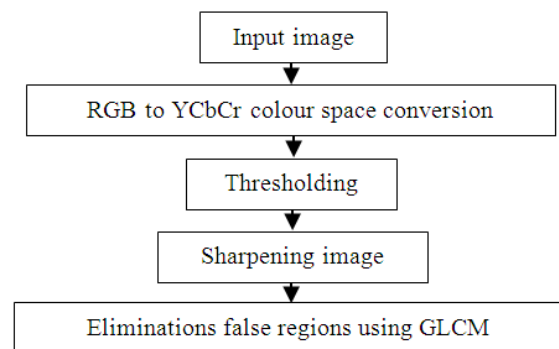 Input image
RGB to YCbCr colour space conversion
Thresholding
Sharpening image
Eliminations false regions using GLCM